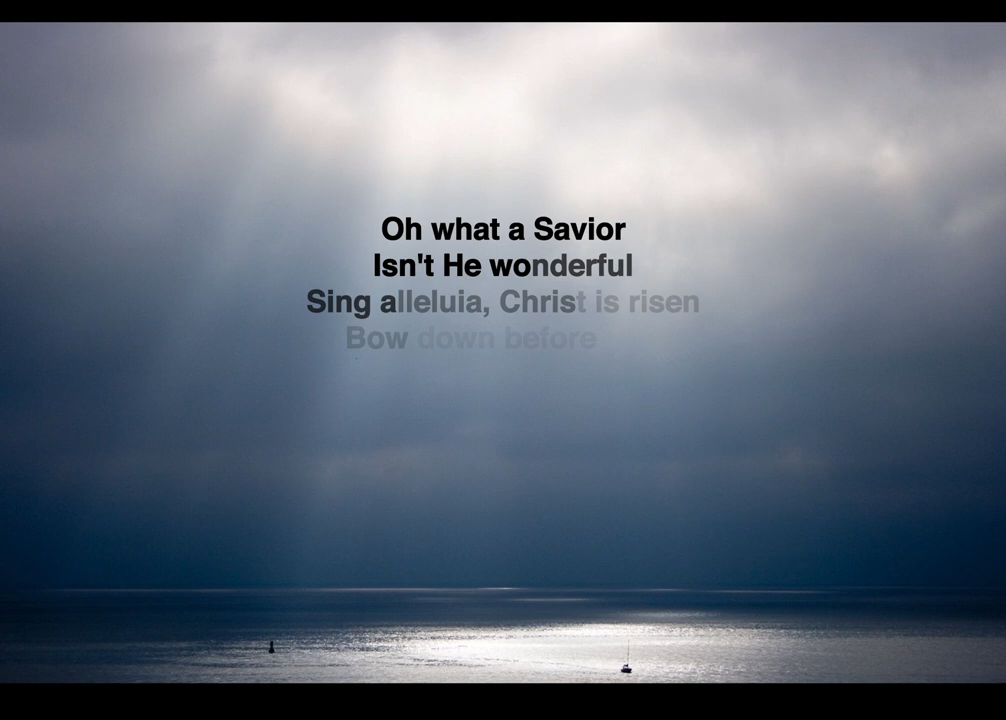 Oh what a Savior
Isn't He wonderful
Sing alleluia, Christ is risen
Bow down before